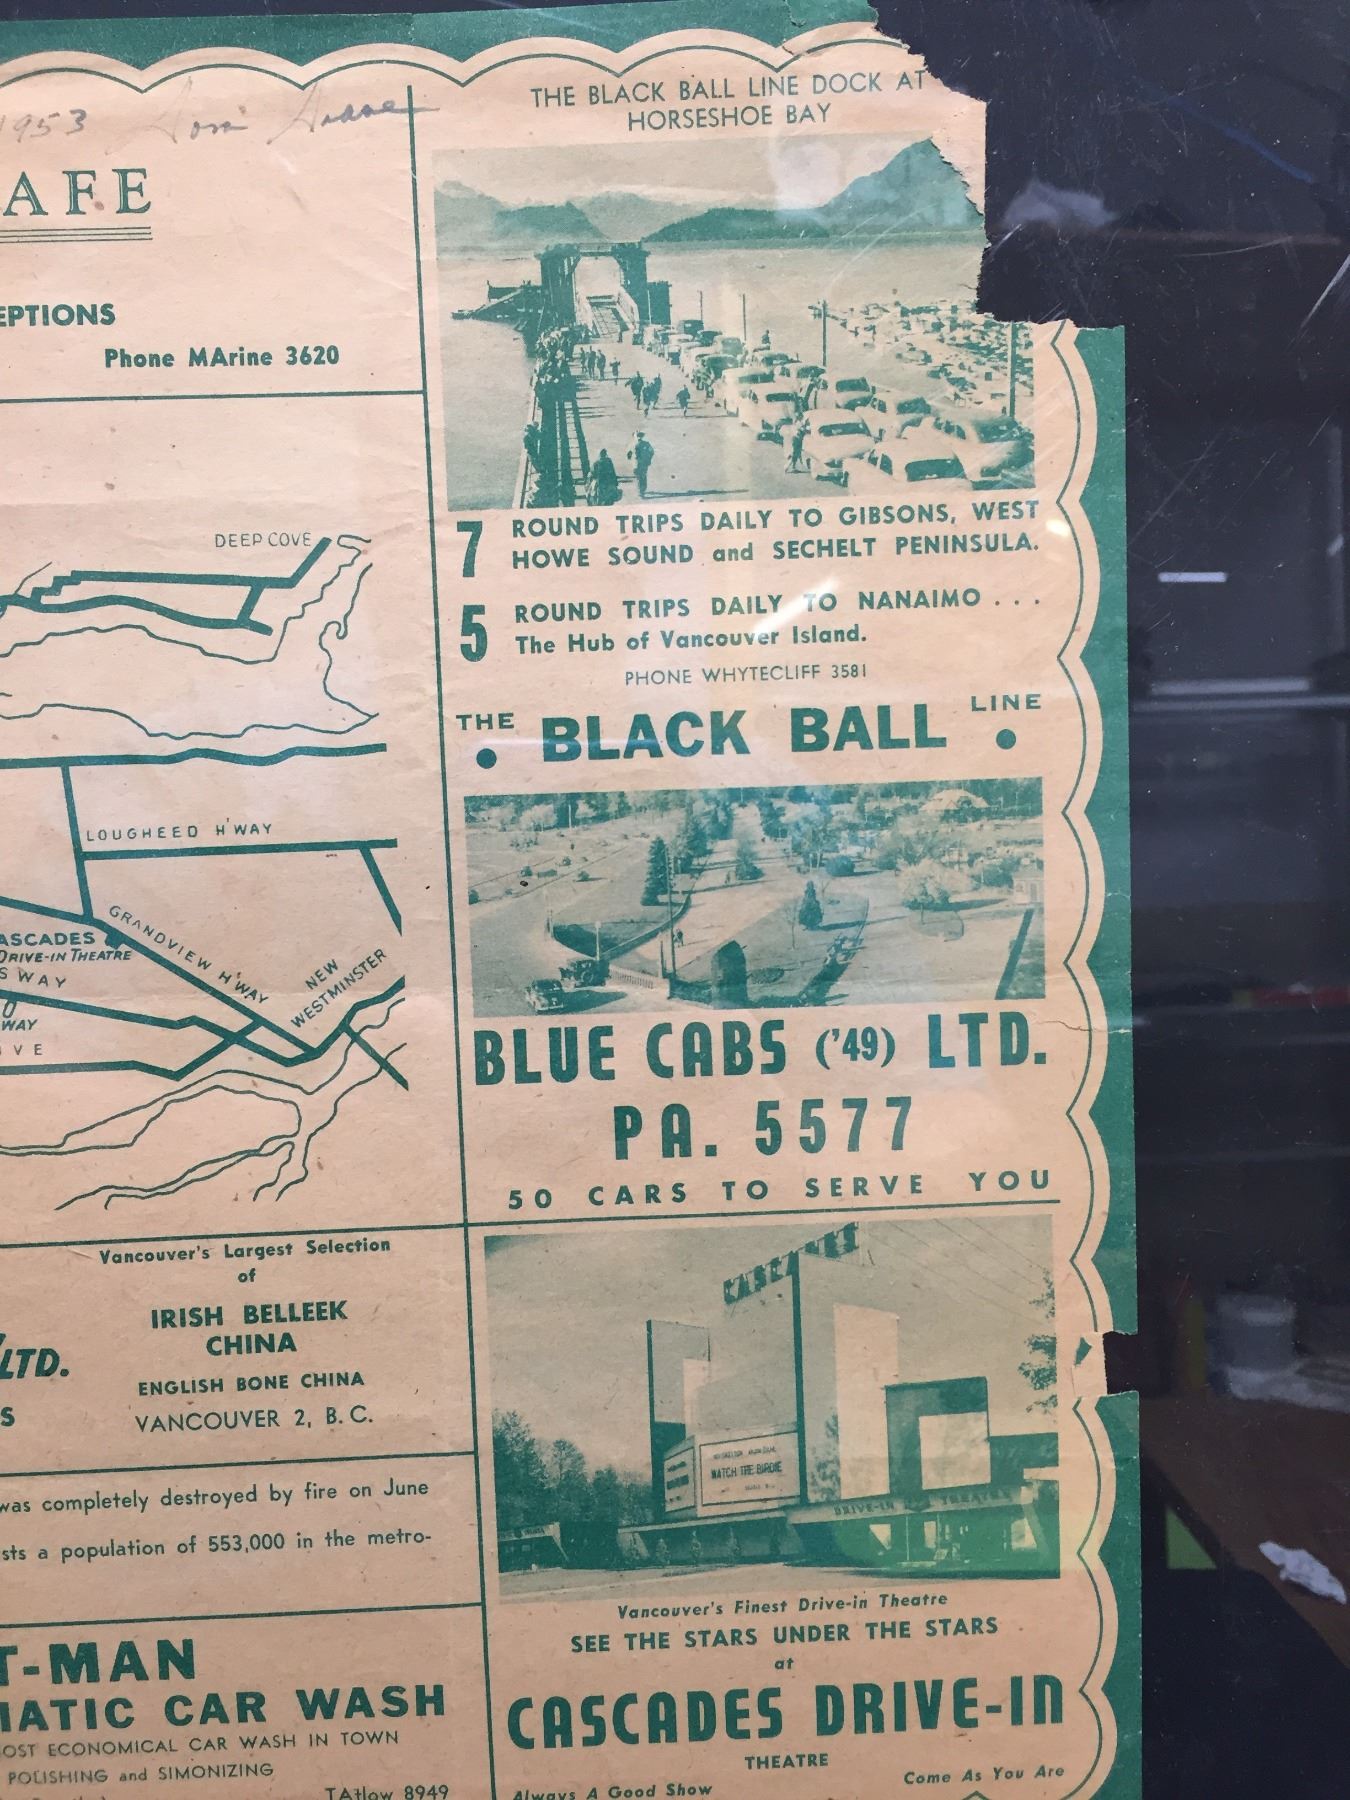 1953
AFE
EPTIONS
Phone MArine 3620
DEEP COVE
LOUGHEED H'WAY
GRANDVIEW H'WAY
ASCADES
DRIVE-IN THEATRE
S WAY
NEW
WESTMINSTER
O
WAY
I V E
Vancouver's Largest Selection
of
IRISH BELLEEK
CHINA
ENGLISH BONE CHINA
VANCOUVER 2, B. C.
LTD.
S
was completely destroyed by fire on June
sts a population of 553,000 in the metro-
T-MAN
MATIC CAR WASH
OST ECONOMICAL CAR WASH IN TOWN
POLISHING and SIMONIZING
TAtlow 8949
THE BLACK BALL LINE DOCK AT
HORSESHOE BAY
7 ROUND TRIPS DAILY TO GIBSONS, WEST
HOWE SOUND and SECHELT PENINSULA.
5 ROUND TRIPS DAILY TO NANAIMO . . .
The Hub of Vancouver Island.
PHONE WHYTECLIFF 3581
THE • BLACK BALL • LINE
BLUE CABS ('49) LTD.
PA. 5577
50 CARS TO SERVE YOU
CASCADES
WATCH THE BIRDIE
DRIVE-IN THEATRE
Vancouver's Finest Drive-in Theatre
SEE THE STARS UNDER THE STARS
at
CASCADES DRIVE-IN
THEATRE
Always A Good Show
Come As You Are